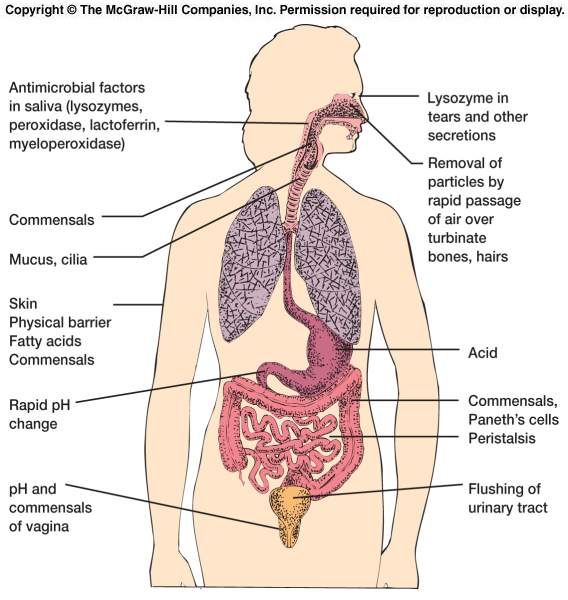 Copyright © The McGraw-Hill Companies, Inc. Permission required for reproduction or display.
Antimicrobial factors
in saliva (lysozymes,
peroxidase, lactoferrin,
myeloperoxidase)
Commensals
Mucus, cilia
Skin
Physical barrier
Fatty acids
Commensals
Rapid pH
change
pH and
commensals
of vagina
Lysozyme in
tears and other
secretions
Removal of
particles by
rapid passage
of air over
turbinate
bones, hairs
Acid
Commensals,
Paneth's cells
Peristalsis
Flushing of
urinary tract